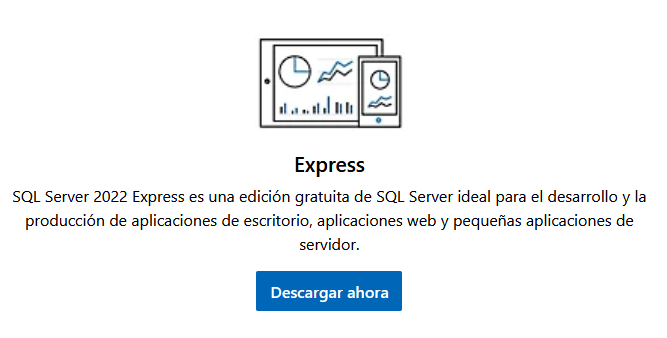 Express
SQL Server 2022 Express es una edición gratuita de SQL Server ideal para el desarrollo y la
producción de aplicaciones de escritorio, aplicaciones web y pequeñas aplicaciones de
servidor.
Descargar ahora